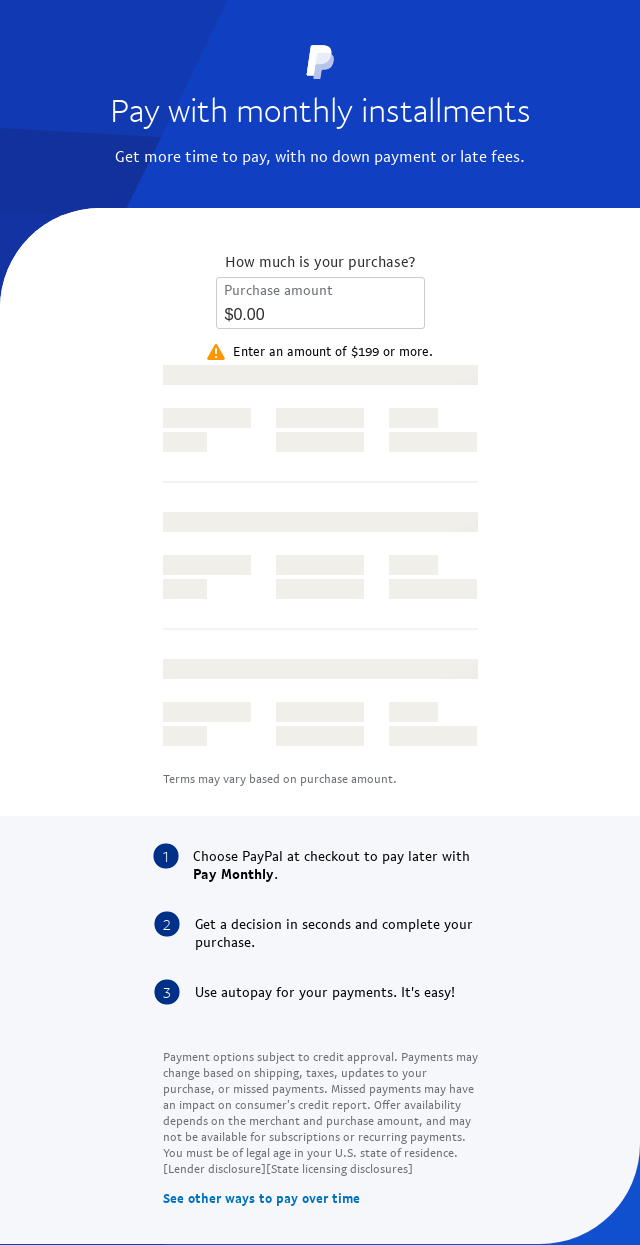 Pay with monthly installments
Get more time to pay, with no down payment or late fees.
How much is your purchase?
Purchase amount
$0.00
Enter an amount of $199 or more.
Terms may vary based on purchase amount.
1
Choose PayPal at checkout to pay later with
Pay Monthly.
2
Get a decision in seconds and complete your
purchase.
3
Use autopay for your payments. It's easy!
Payment options subject to credit approval. Payments may
change based on shipping, taxes, updates to your
purchase, or missed payments. Missed payments may have
an impact on consumer's credit report. Offer availability
depends on the merchant and purchase amount, and may
not be available for subscriptions or recurring payments.
You must be of legal age in your U.S. state of residence.
[Lender disclosure][State licensing disclosures]
See other ways to pay over time